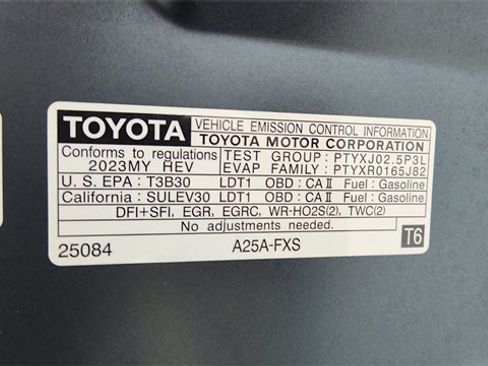 TOYOTA VEHICLE EMISSION CONTROL INFORMATION
TOYOTA MOTOR CORPORATION
Conforms to regulations
2023MY HEV
TEST GROUP : PTYXJ02.5P3L
EVAP FAMILY : PTYXR0165J82
U. S. EPA : T3B30 LDT1 OBD : CAⅡ Fuel : Gasoline
California : SULEV30 LDT1 OBD : CAⅡ Fuel : Gasoline
DFI+SFI, EGR, EGRC, WR-HO2S(2), TWC(2)
No adjustments needed.
25084 A25A-FXS T6